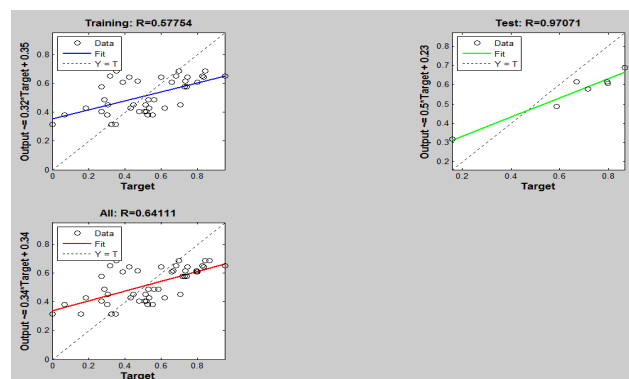 Training: R=0.57754
Output ~= 0.22*Target + 0.35
Data
Fit
Y = T
0.8
0.6
0.4
0.2
0
0 0.2 0.4 0.6 0.8
Target
Test: R=0.97071
Output ~= 0.5*Target + 0.23
Data
Fit
Y = T
0.8
0.7
0.6
0.5
0.4
0.3
0.2
0.2 0.4 0.6 0.8
Target
All: R=0.64111
Output ~= 0.34*Target + 0.34
Data
Fit
Y = T
0.8
0.6
0.4
0.2
0
0 0.2 0.4 0.6 0.8
Target